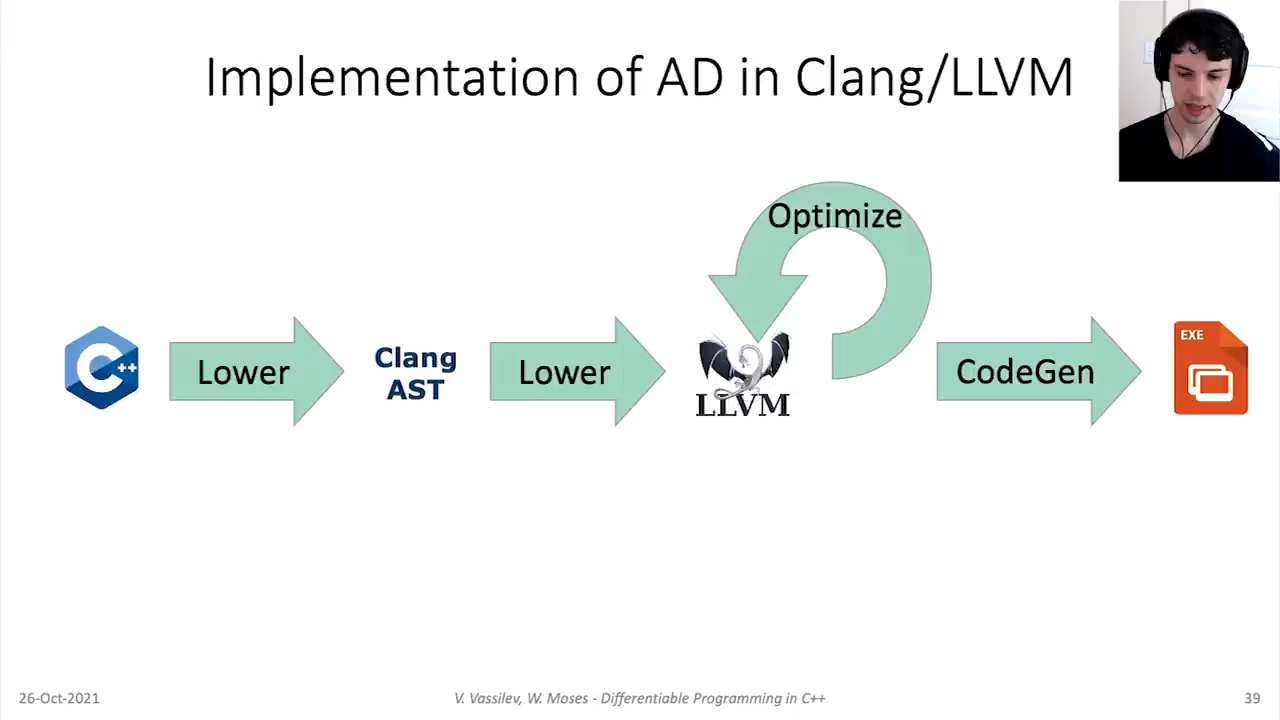 Implementation of AD in Clang/LLVM
Optimize
C++
Lower
Clang
AST
Lower
LLVM
CodeGen
EXE
26-Oct-2021
V. Vassilev, W. Moses - Differentiable Programming in C++
39